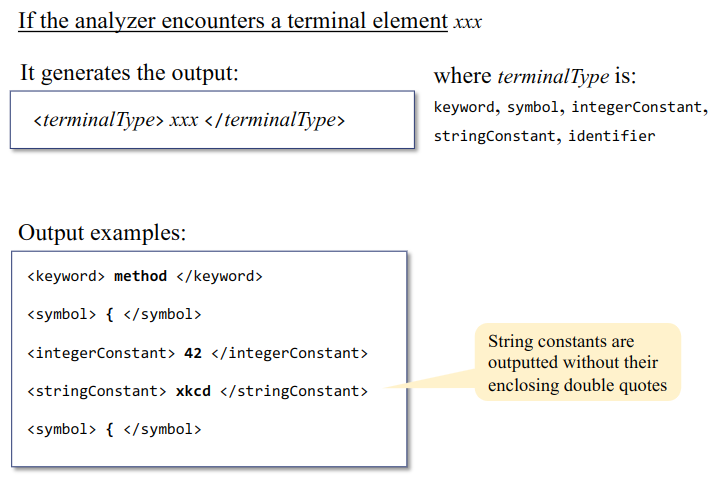 If the analyzer encounters a terminal element xxx
It generates the output:
<terminalType> xxx </terminalType>
where terminalType is:
keyword, symbol, integerConstant,
stringConstant, identifier
Output examples:
<keyword> method </keyword>
<symbol> { </symbol>
<integerConstant> 42 </integerConstant>
<stringConstant> xkcd </stringConstant>
<symbol> { </symbol>
String constants are
outputted without their
enclosing double quotes